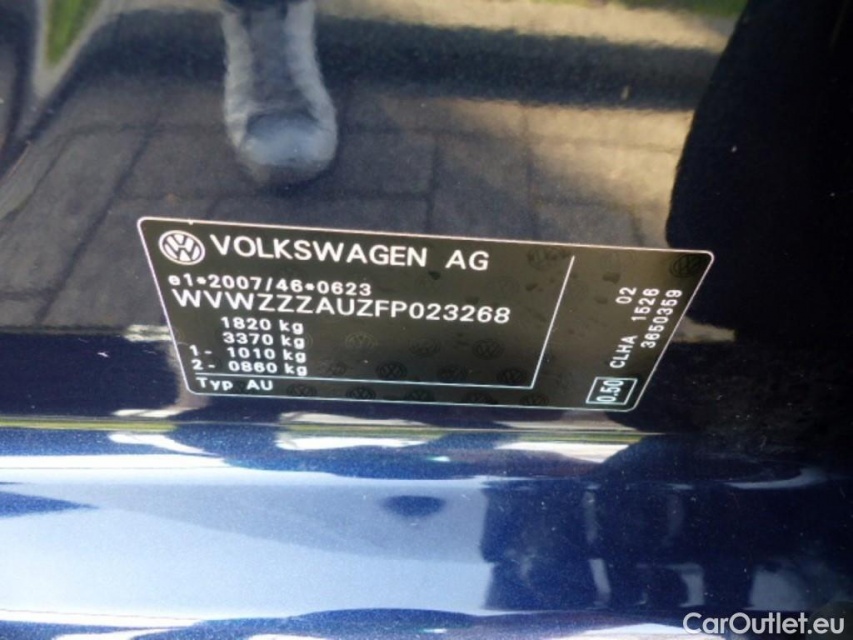 VOLKSWAGEN AG
e1*2007/46*0623
WVWZZZAUZFP023268
1820 kg
3370 kg
1- 1010 kg
2- 0860 kg
Typ AU
02
CLHA 1526
3650359
0.50
CarOutlet.eu